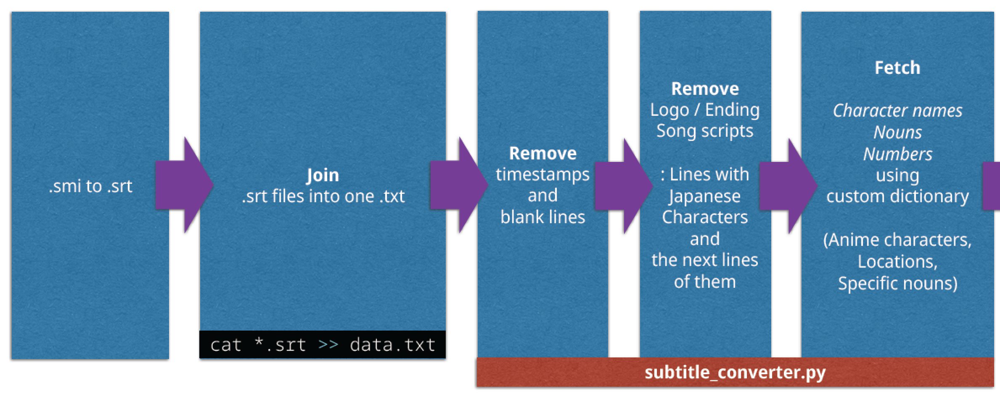 .smi to .srt
Join
.srt files into one .txt
cat *.srt >> data.txt
Remove
timestamps
and
blank lines
Remove
Logo / Ending
Song scripts
: Lines with
Japanese
Characters
and
the next lines
of them
Fetch
Character names
Nouns
Numbers
using
custom dictionary
(Anime characters,
Locations,
Specific nouns)
subtitle_converter.py